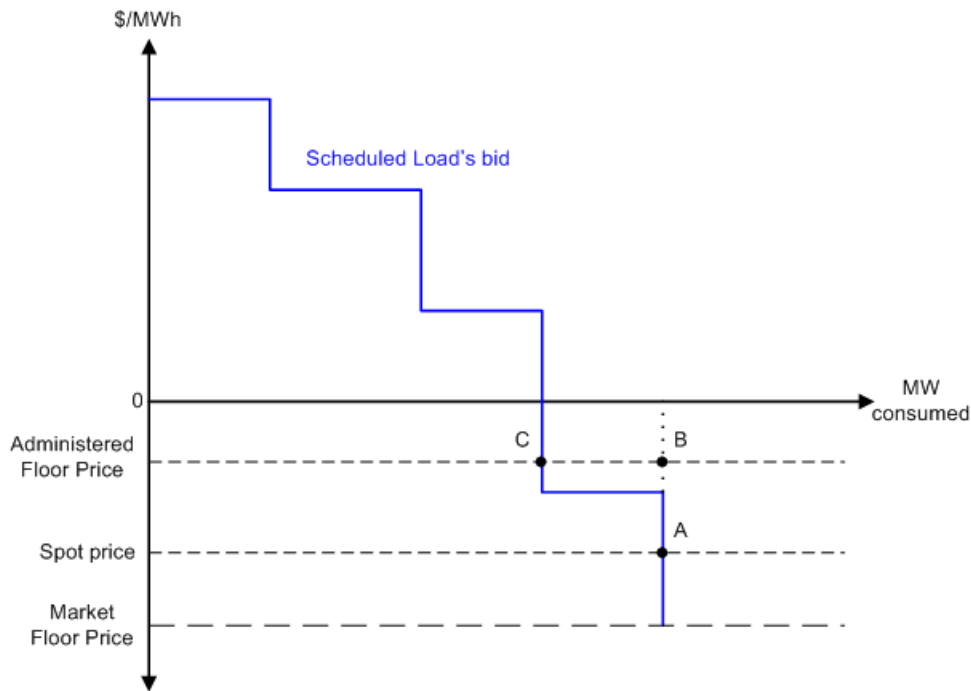 $/MWh
Scheduled Load's bid
0
MW
consumed
Administered
Floor Price
C
B
Spot price
A
Market
Floor Price